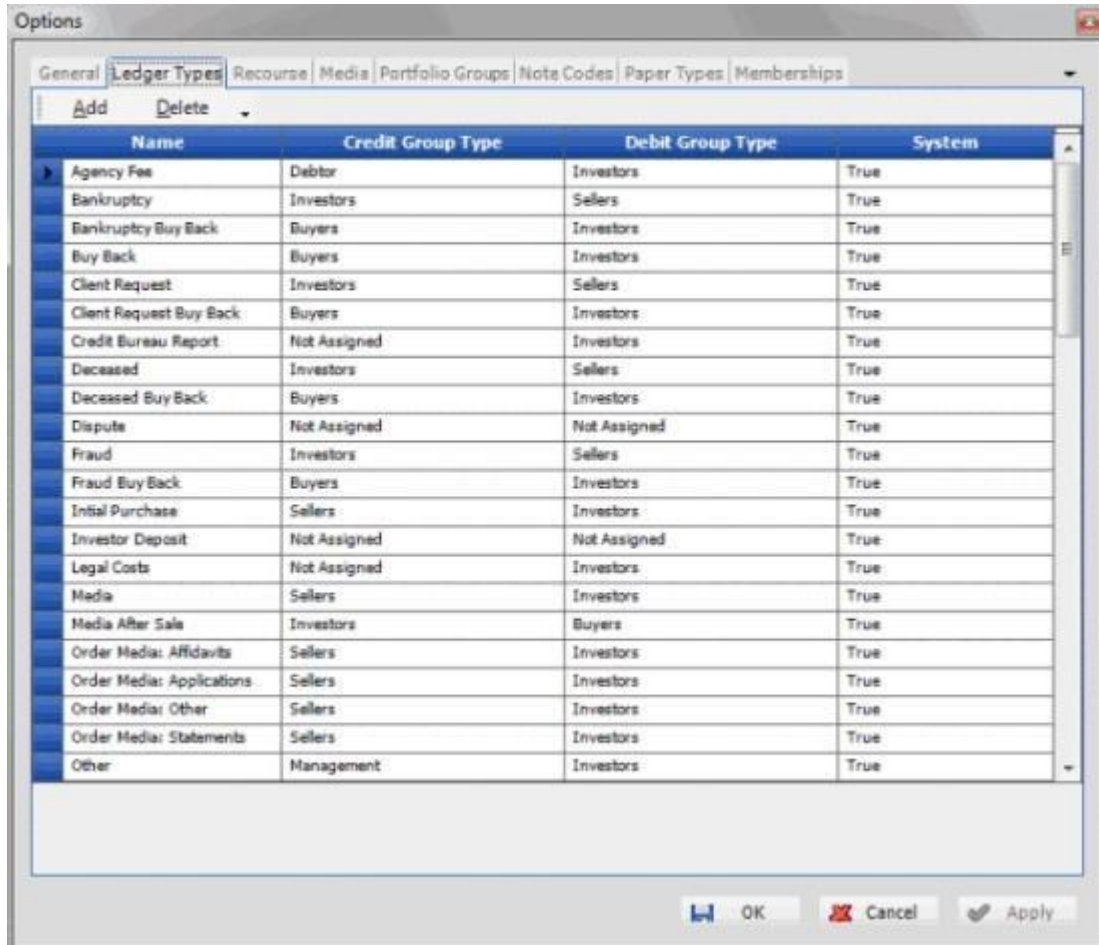 Options
General Ledger Types Recourse Media Portfolio Groups Note Codes Paper Types Memberships
Add Delete
Name Credit Group Type Debit Group Type System
Agency Fee Debtor Investors True
Bankruptcy Investors Sellers True
Bankruptcy Buy Back Buyers Investors True
Buy Back Buyers Investors True
Client Request Investors Sellers True
Client Request Buy Back Buyers Investors True
Credit Bureau Report Not Assigned Investors True
Deceased Investors Sellers True
Deceased Buy Back Buyers Investors True
Dispute Not Assigned Not Assigned True
Fraud Investors Sellers True
Fraud Buy Back Buyers Investors True
Intial Purchase Sellers Investors True
Investor Deposit Not Assigned Not Assigned True
Legal Costs Not Assigned Investors True
Media Sellers Investors True
Media After Sale Investors Buyers True
Order Media: Affidavits Sellers Investors True
Order Media: Applications Sellers Investors True
Order Media: Other Sellers Investors True
Order Media: Statements Sellers Investors True
Other Management Investors True
OK Cancel Apply